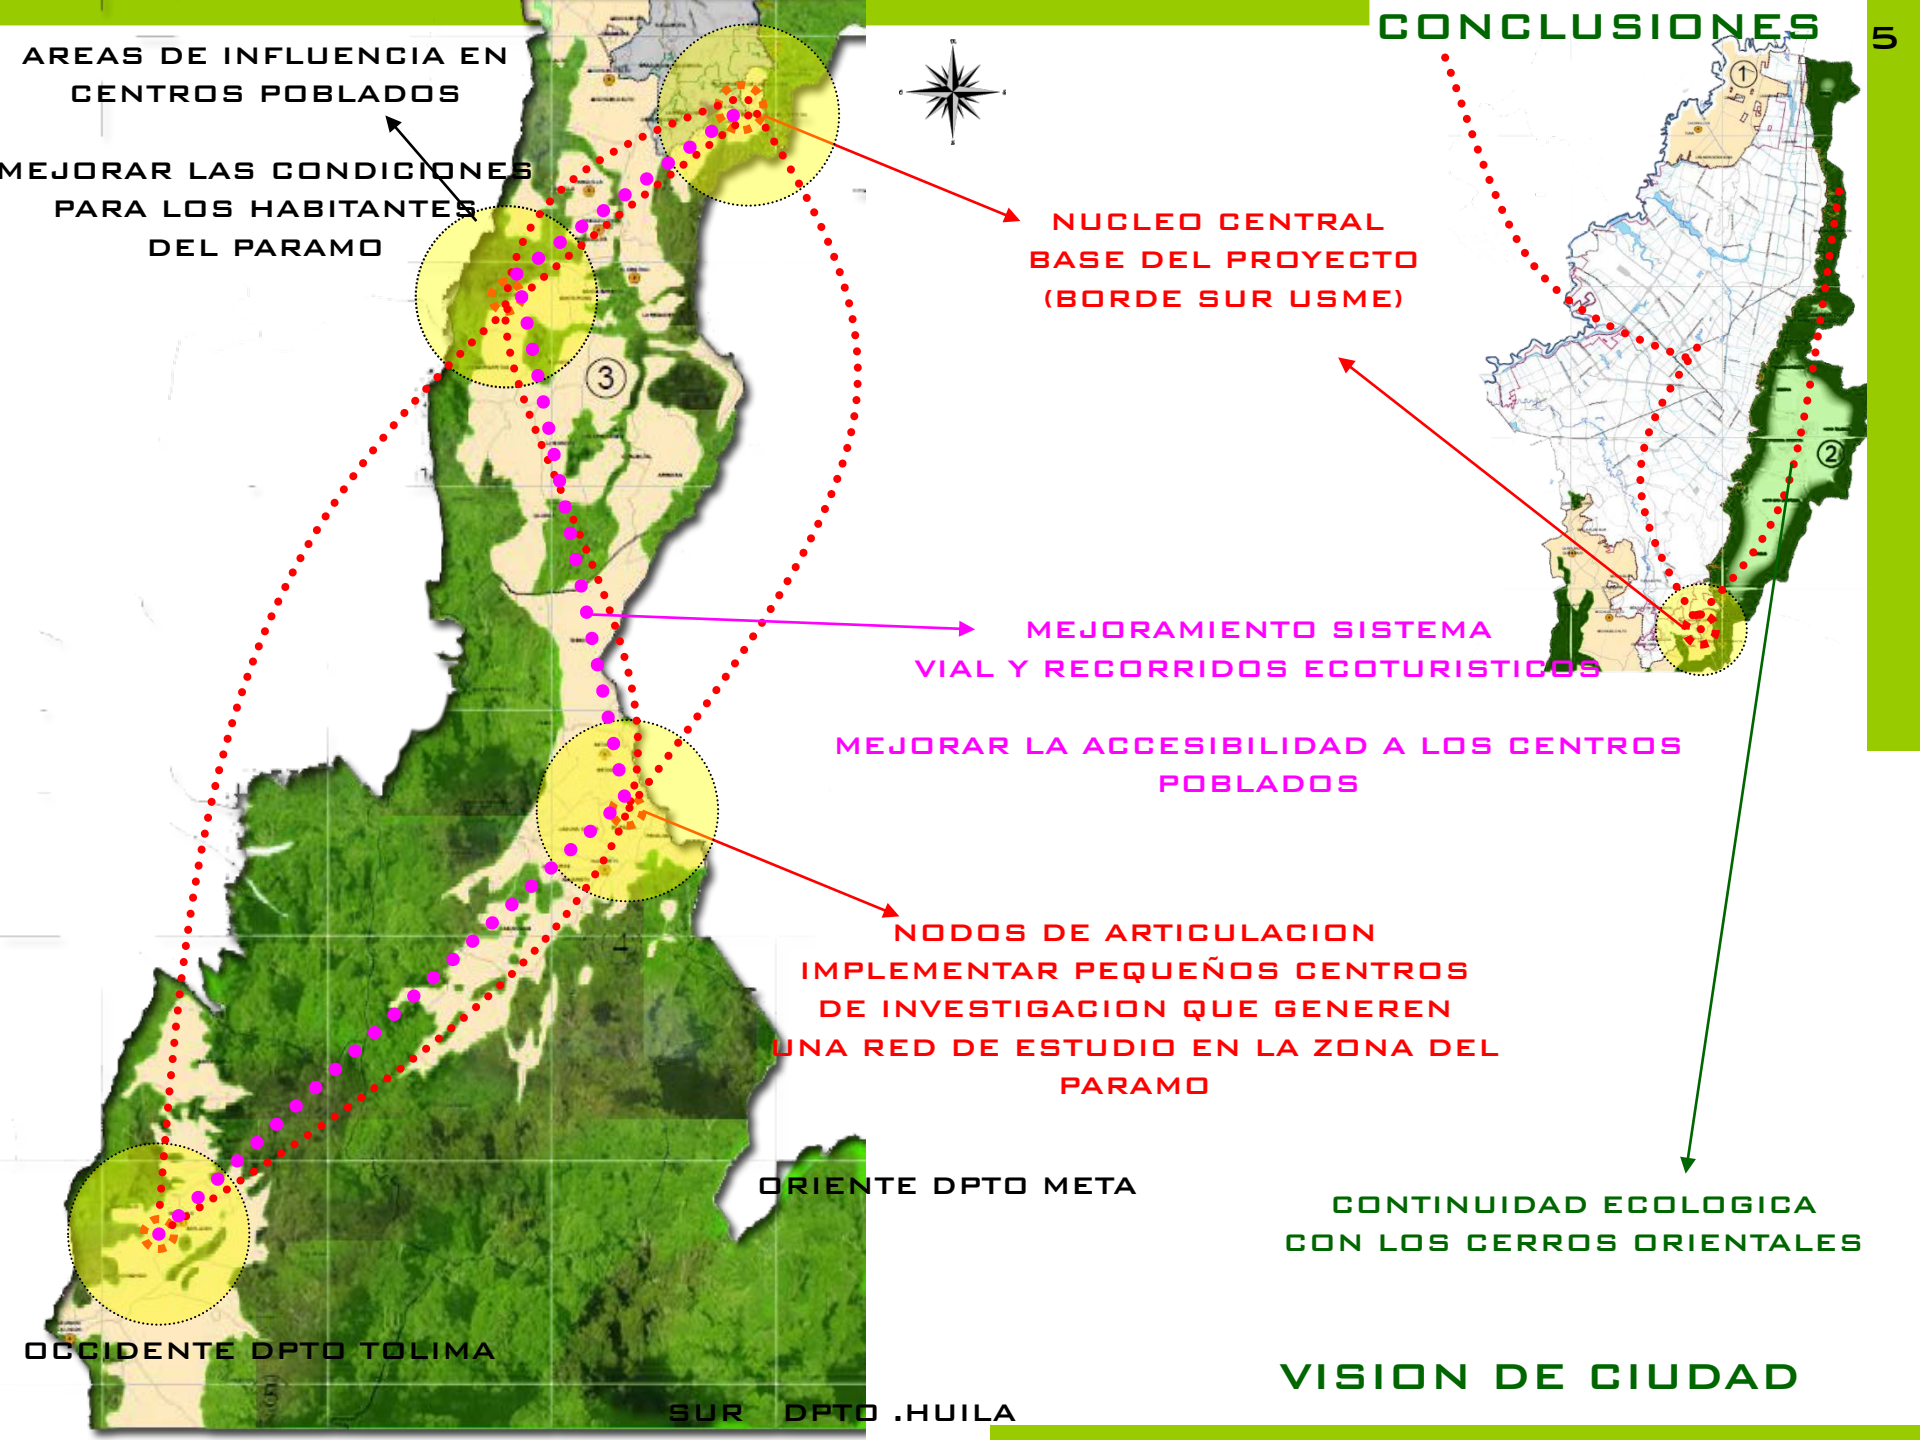 CONCLUSIONES
5
AREAS DE INFLUENCIA EN
CENTROS POBLADOS
MEJORAR LAS CONDICIONES
PARA LOS HABITANTES
DEL PARAMO
NUCLEO CENTRAL
BASE DEL PROYECTO
(BORDE SUR USME)
1
2
3
MEJORAMIENTO SISTEMA
VIAL Y RECORRIDOS ECOTURISTICOS
MEJORAR LA ACCESIBILIDAD A LOS CENTROS
POBLADOS
NODOS DE ARTICULACION
IMPLEMENTAR PEQUEÑOS CENTROS
DE INVESTIGACION QUE GENEREN
UNA RED DE ESTUDIO EN LA ZONA DEL
PARAMO
ORIENTE DPTO META
CONTINUIDAD ECOLOGICA
CON LOS CERROS ORIENTALES
OCCIDENTE DPTO TOLIMA
VISION DE CIUDAD
SUR DPTO .HUILA